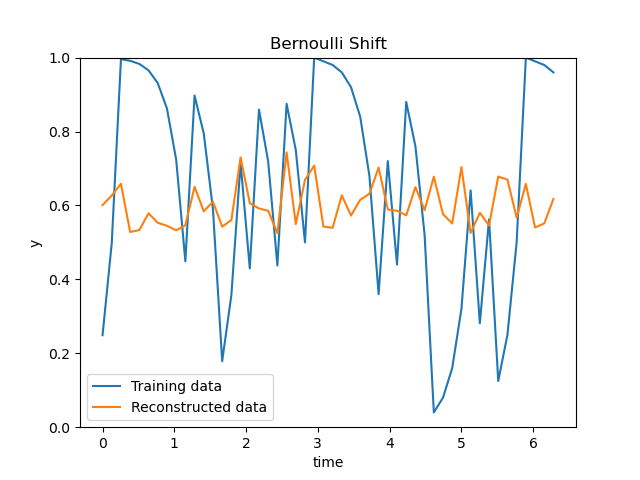 Bernoulli Shift
1.0
0.8
0.6
0.4
0.2
0.0
y
Training data
Reconstructed data
0 1 2 3 4 5 6
time